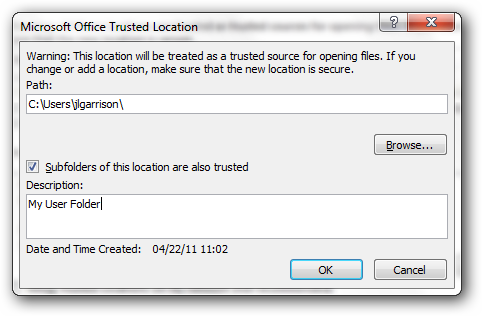 Microsoft Office Trusted Location
Warning: This location will be treated as a trusted source for opening files. If you
change or add a location, make sure that the new location is secure.
Path:
C:\Users\jlgarrison\
Browse...
Subfolders of this location are also trusted
Description:
My User Folder
Date and Time Created: 04/22/11 11:02
OK
Cancel